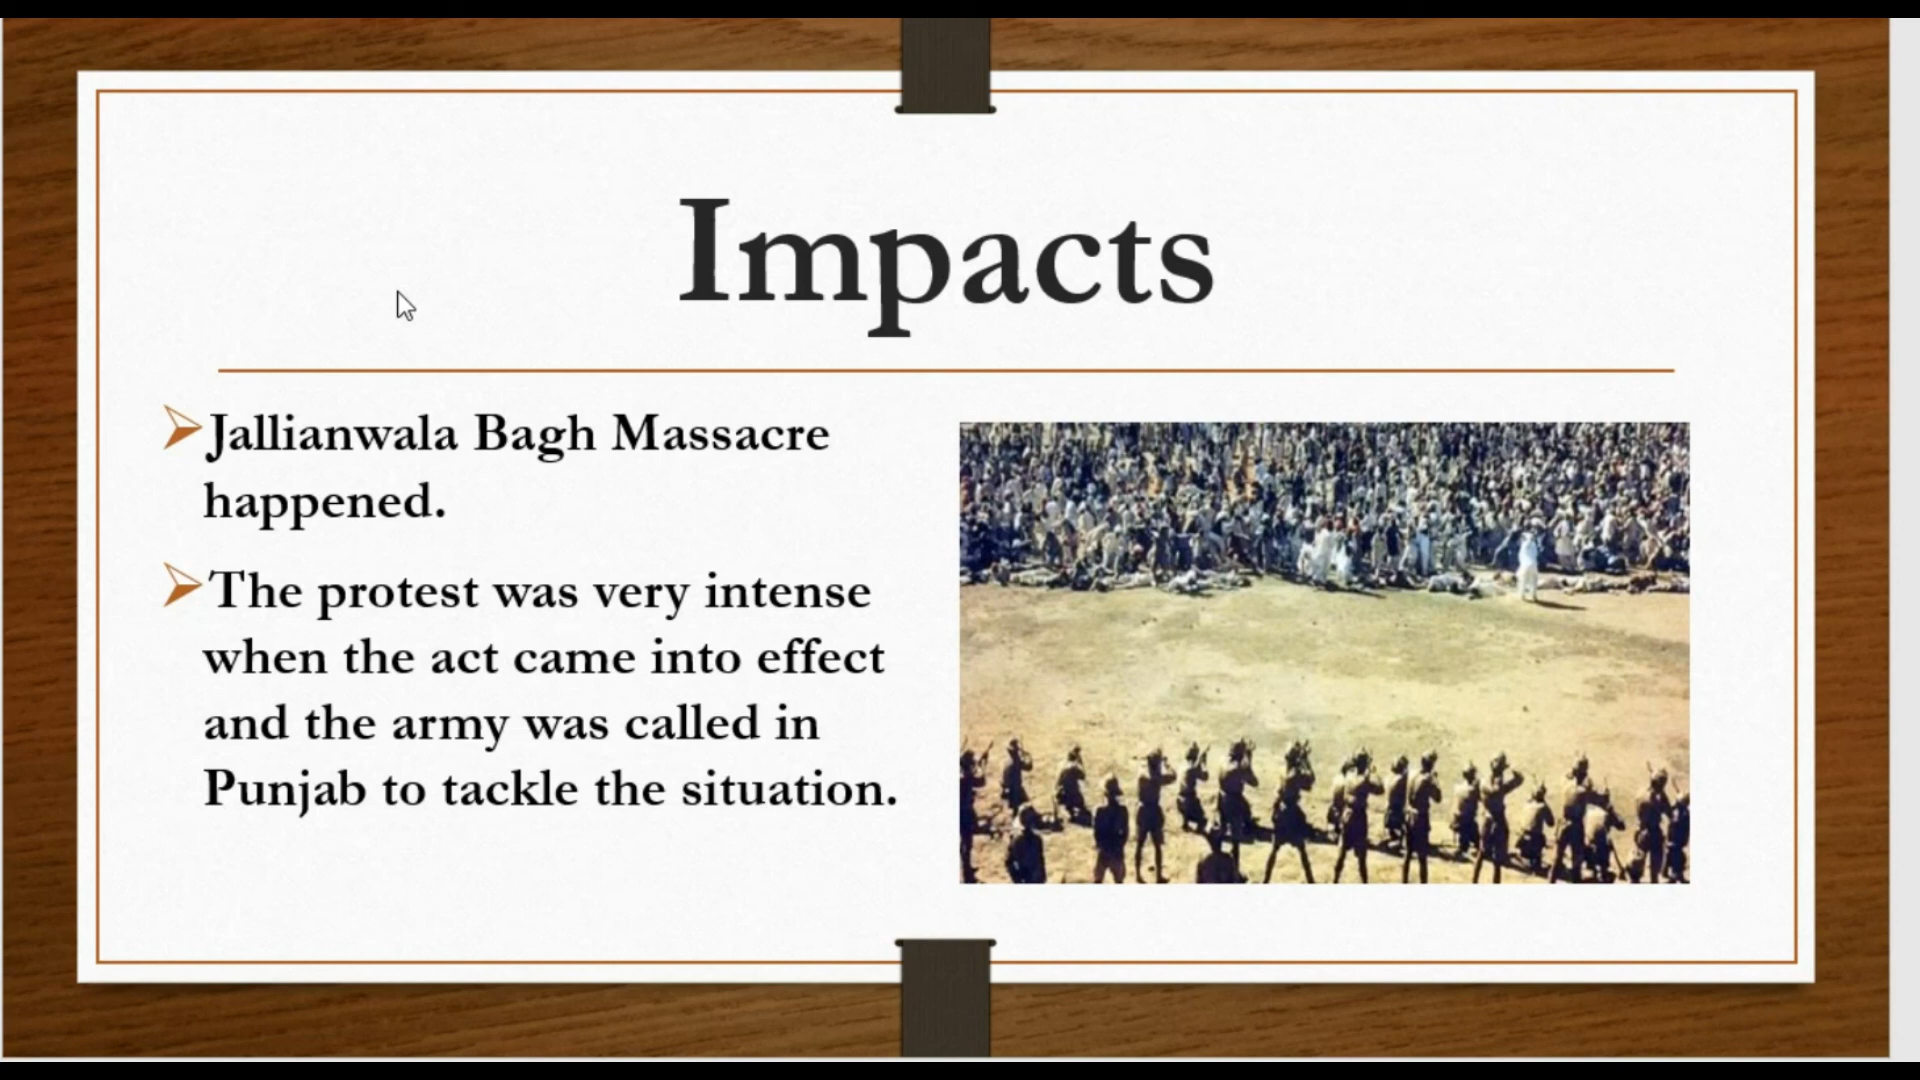 Impacts
Jallianwala Bagh Massacre
happened.
The protest was very intense
when the act came into effect
and the army was called in
Punjab to tackle the situation.